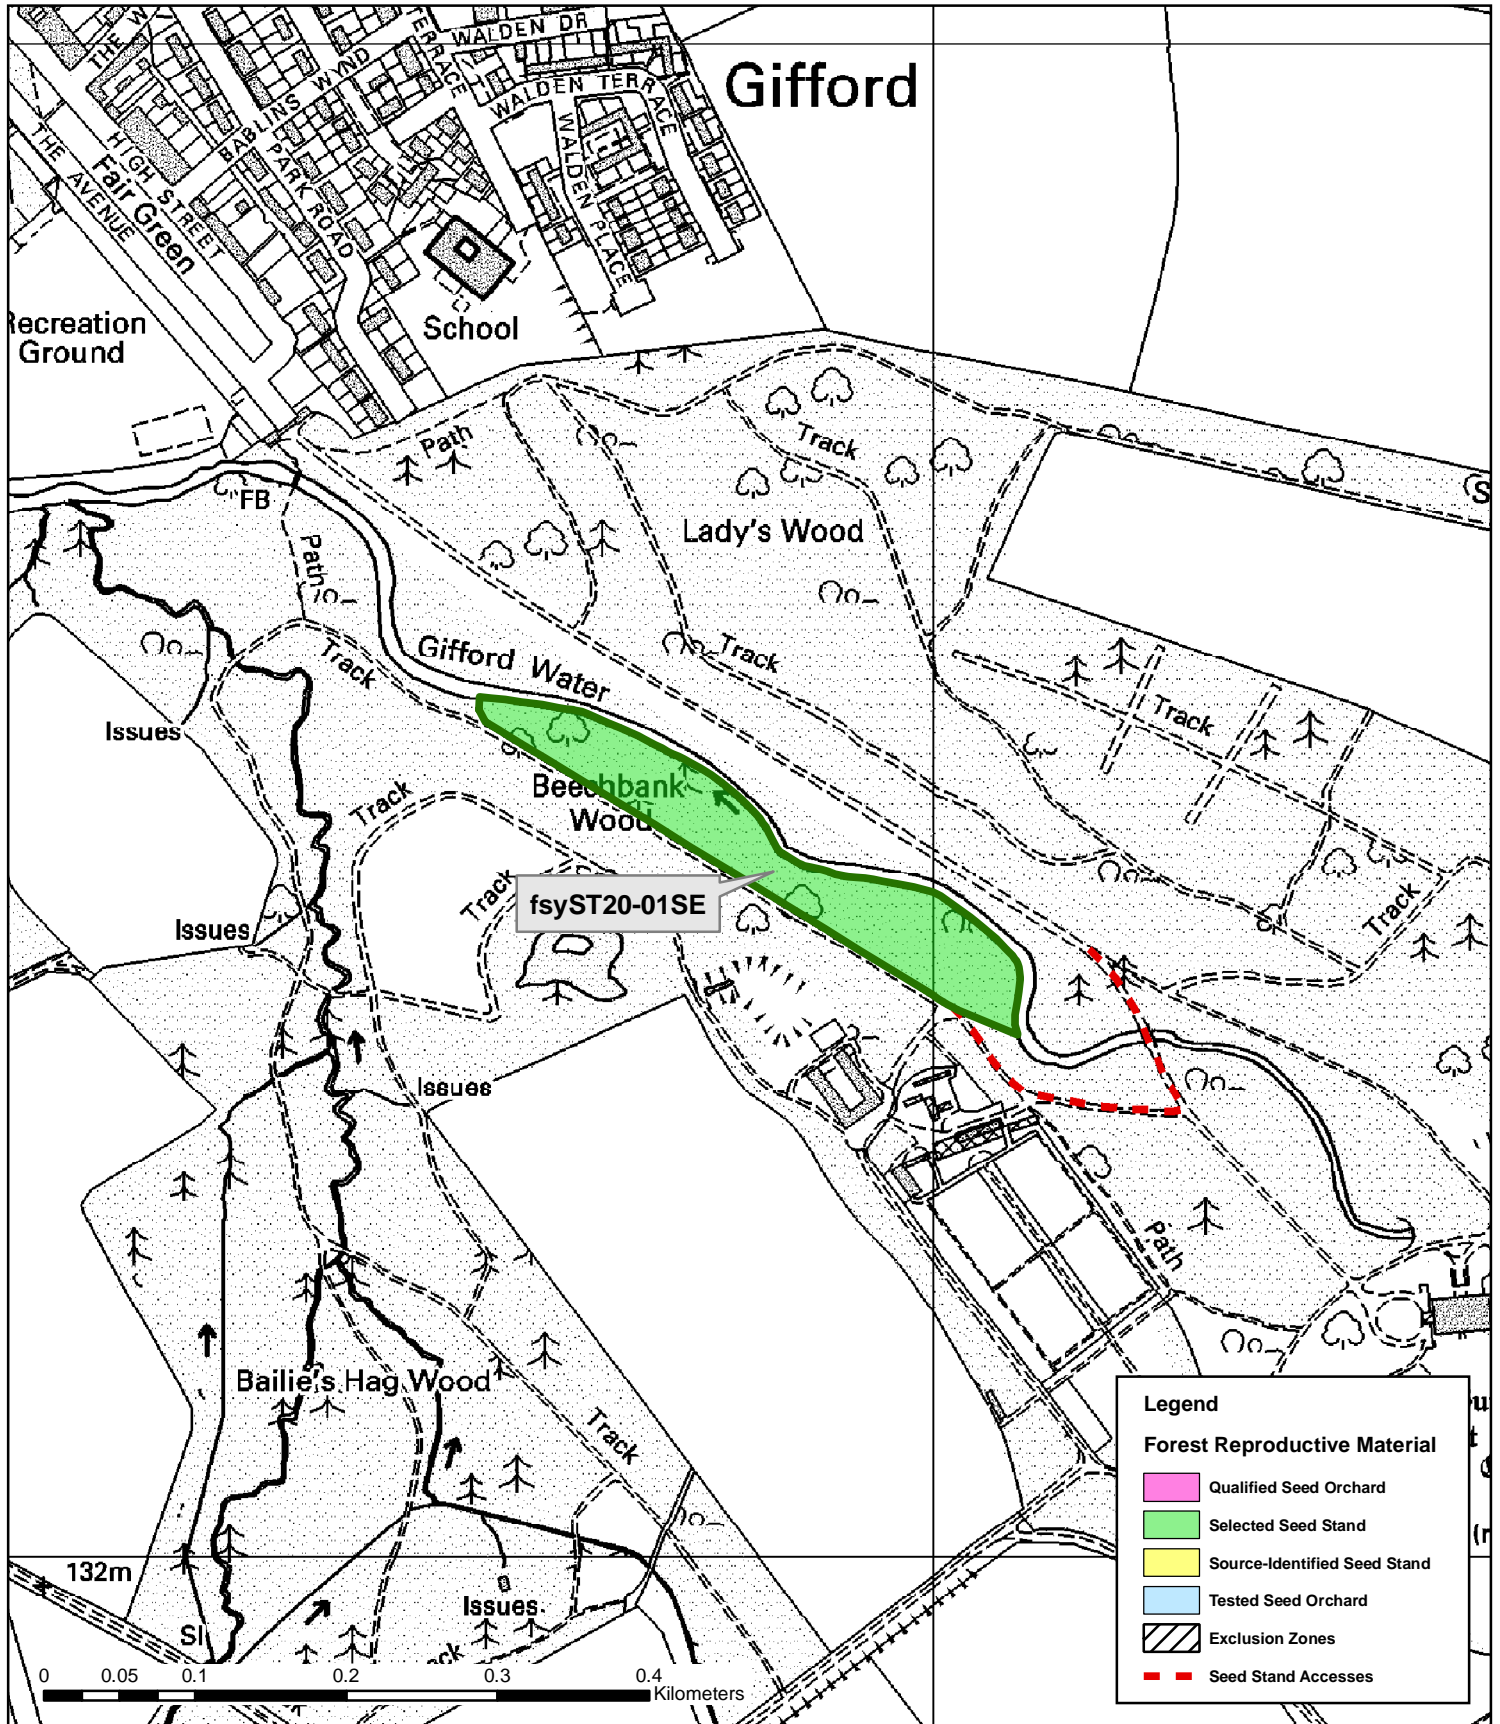 WALDEN DR
THE W
TERRACE
Gifford
BABLINS WYND
WALDEN TERRACE
HIGH STREET
PARK ROAD
WALDEN PLACE
THE AVENUE
Fair Green
Recreation
Ground
School
Path
Track
FB
S
Lady's Wood
Path
Track
Gifford Water
Track
Track
Issues
Beechbank
Wood
Track
Track
fsyST20-01SE
Track
Issues
Issues
Path
Bailie's Hag Wood
Track
132m
Issues
SI
ck
Legend
Forest Reproductive Material
Qualified Seed Orchard
Selected Seed Stand
Source-Identified Seed Stand
Tested Seed Orchard
Exclusion Zones
Seed Stand Accesses
0 0.05 0.1 0.2 0.3 0.4
Kilometers